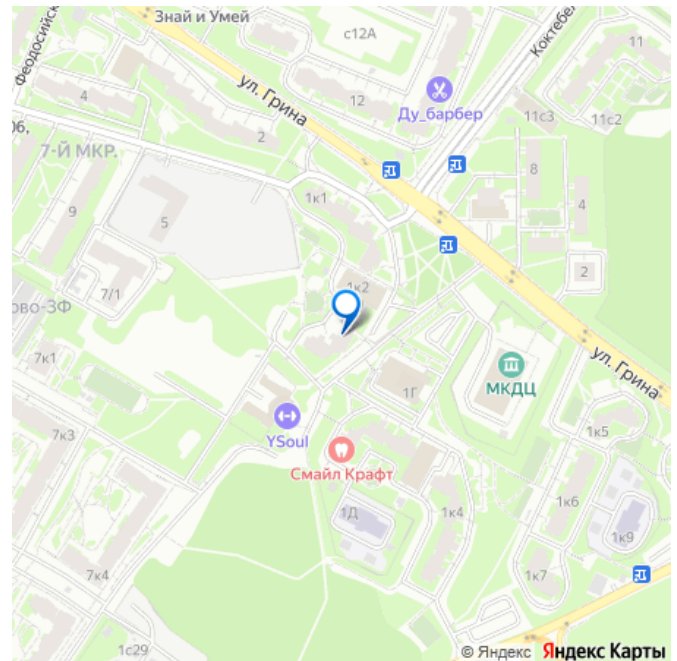 Знай и Умей
с12А
Коктебел
11
Феодосийск
4
ул. Грина
12
Ду_барбер
11с3
11с2
06,
2
7-Й МКР.
8
1к1
4
9
5
2
7/1
1к2
ОВО-3Ф
ул. Грина
7к1
МКДЦ
1Г
1к5
YSoul
7к3
Смайл Крафт
1к6
1Д
1к4
1к9
7к4
1к7
1с29
© Яндекс Яндекс Карты